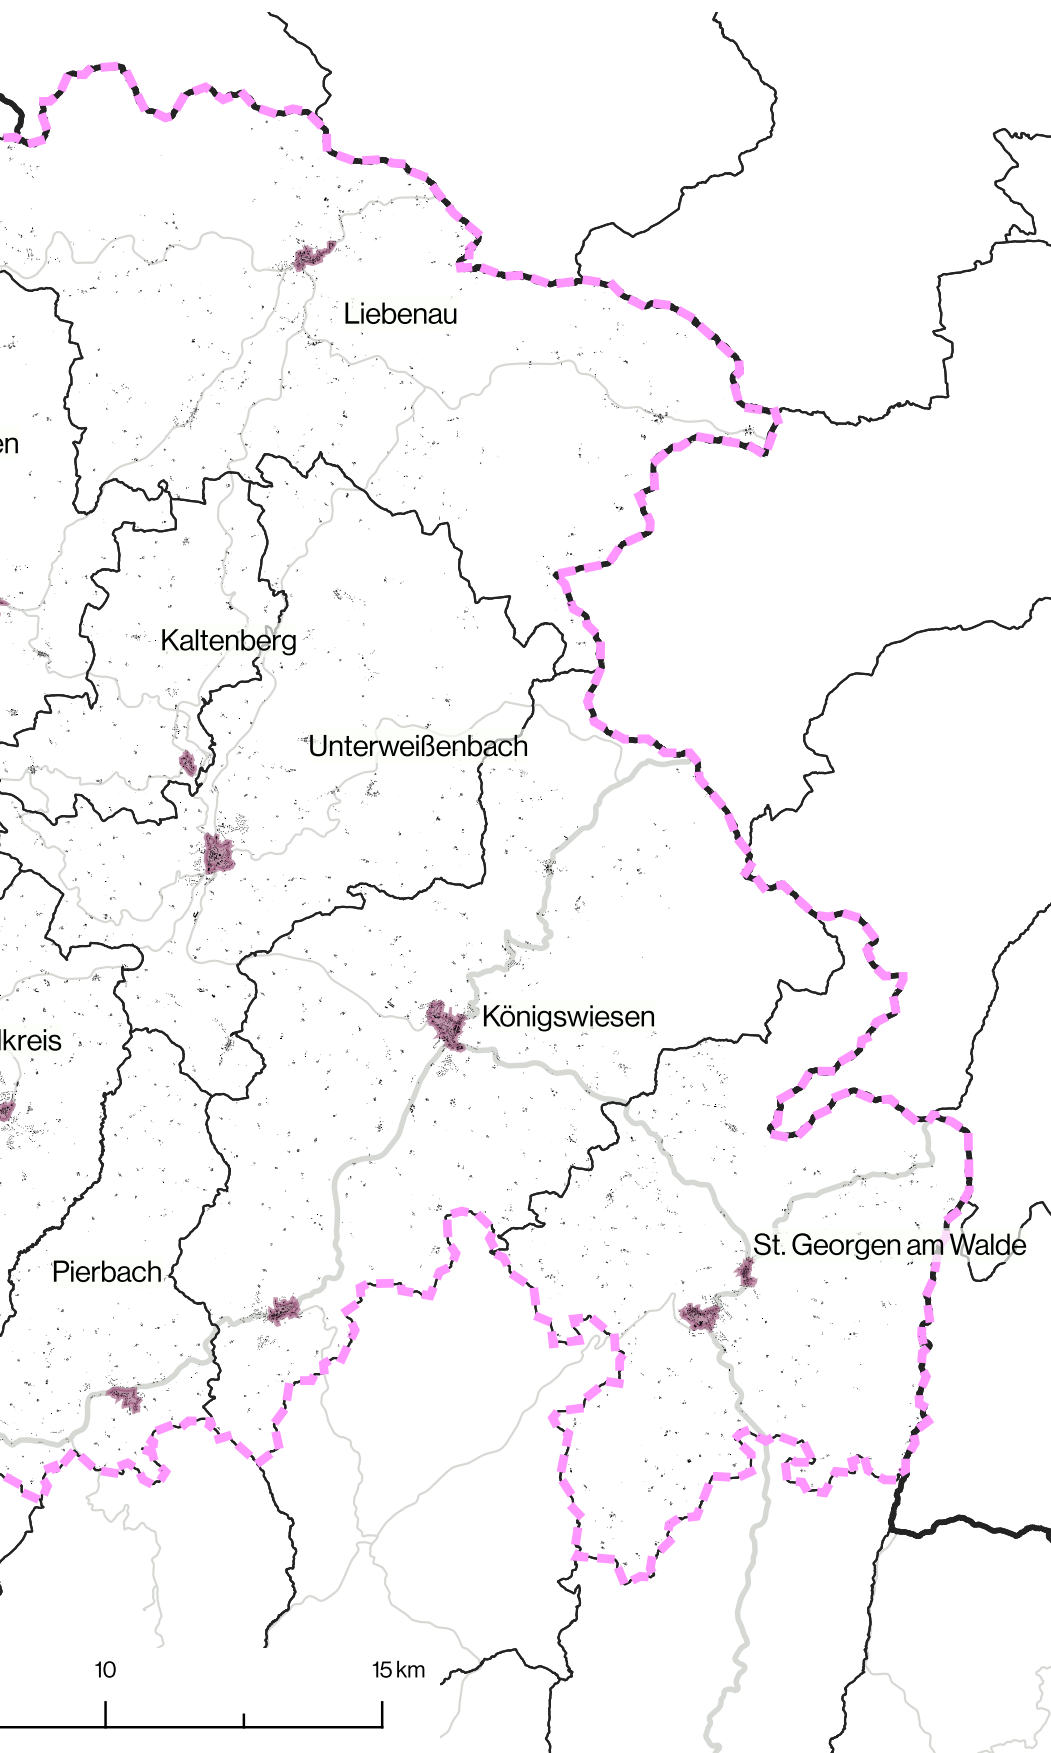 Liebenau
en
Kaltenberg
Unterweißenbach
Königswiesen
lkreis
St. Georgen am Walde
Pierbach
10
15 km